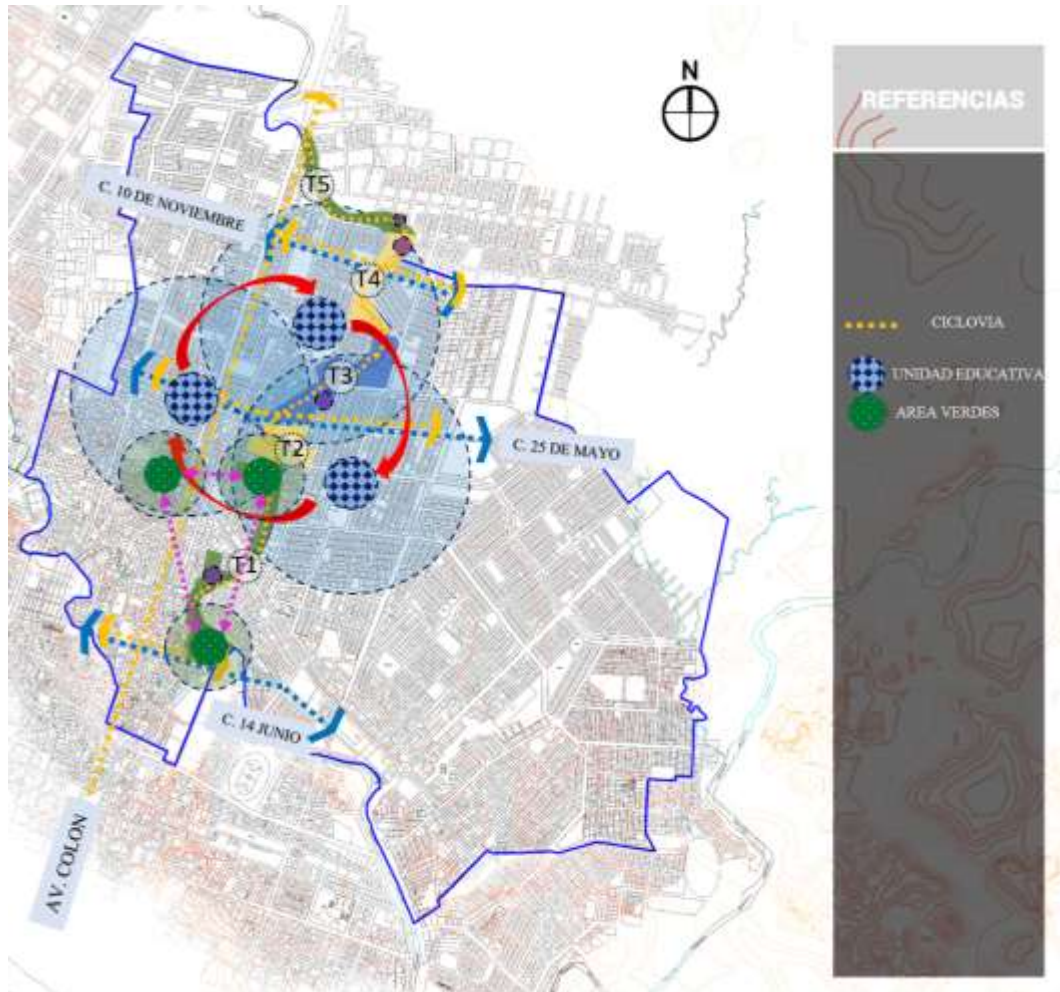 N
REFERENCIAS
T5
C. 10 DE NOVIEMBRE
T4
T3
CICLOVIA
UNIDAD EDUCATIVA
AREA VERDES
T2
C. 25 DE MAYO
T1
C. 14 JUNIO
AV. COLON